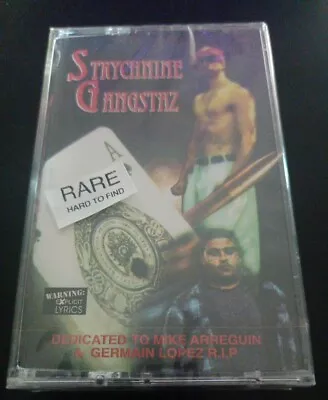 STRYCHNINE
GANGSTAZ
A
RARE
HARD TO FIND
WARNING:
EXPLICIT
LYRICS
DEDICATED TO MIKE ARREGUIN
& GERMAIN LOPEZ R.I.P